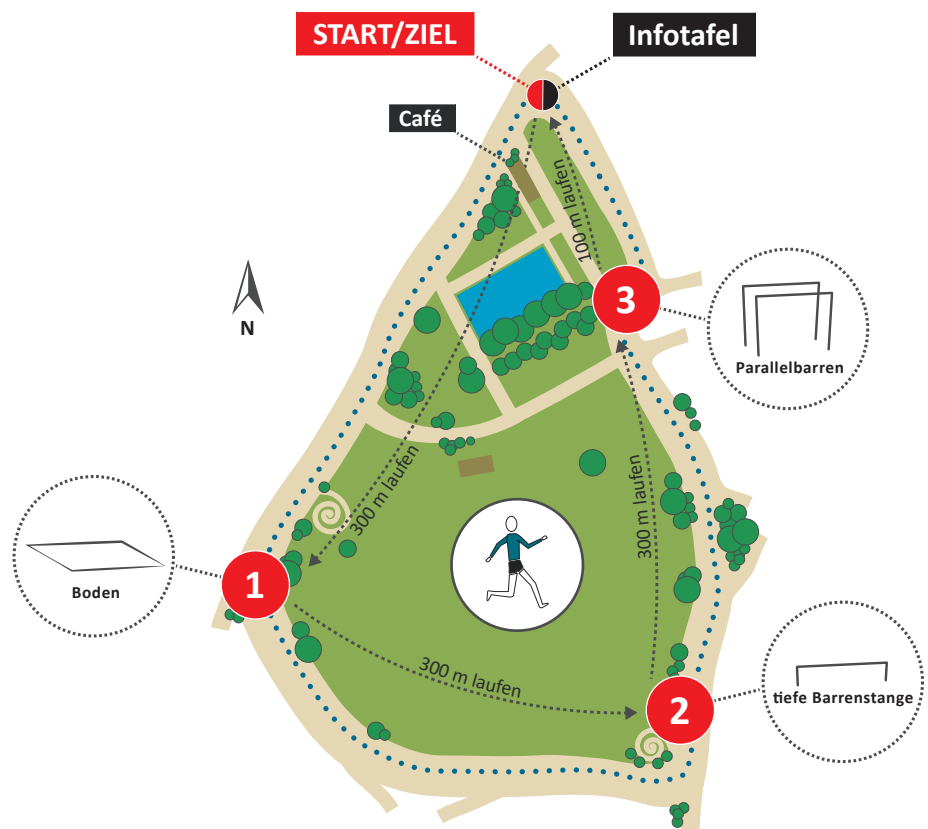 START/ZIEL
Infotafel
Café
100 m laufen
3
N
Parallelbarren
300 m laufen
300 m laufen
1
Boden
300 m laufen
2
tiefe Barrenstange